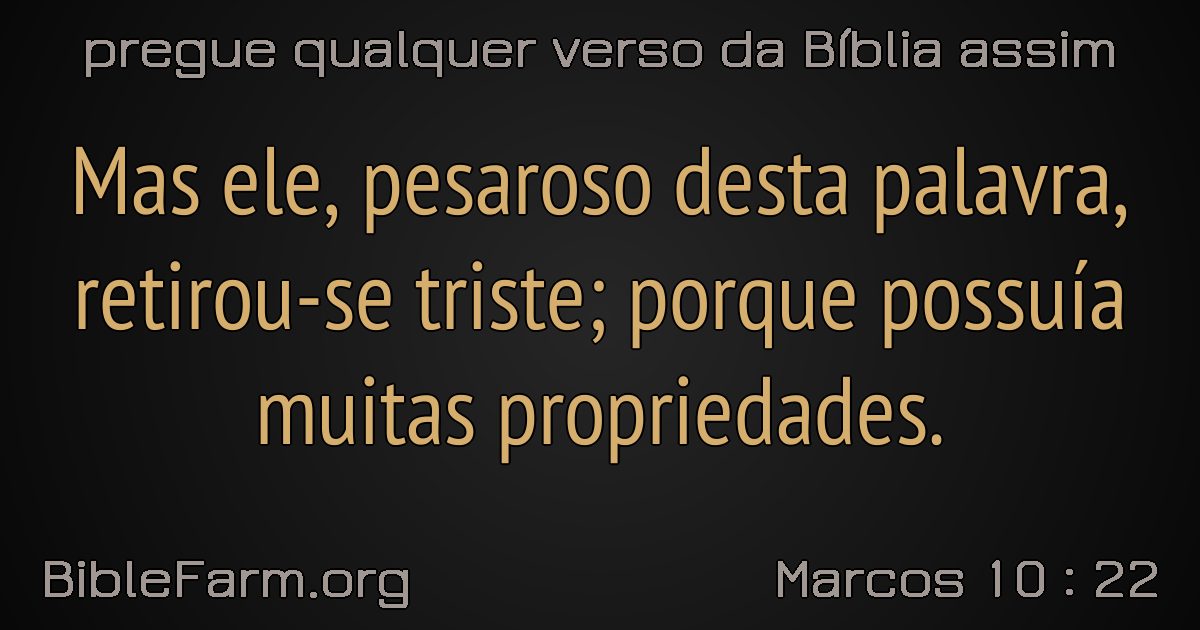 pregue qualquer verso da Bíblia assim
Mas ele, pesaroso desta palavra,
retirou-se triste; porque possuía
muitas propriedades.
BibleFarm.org
Marcos 10 : 22